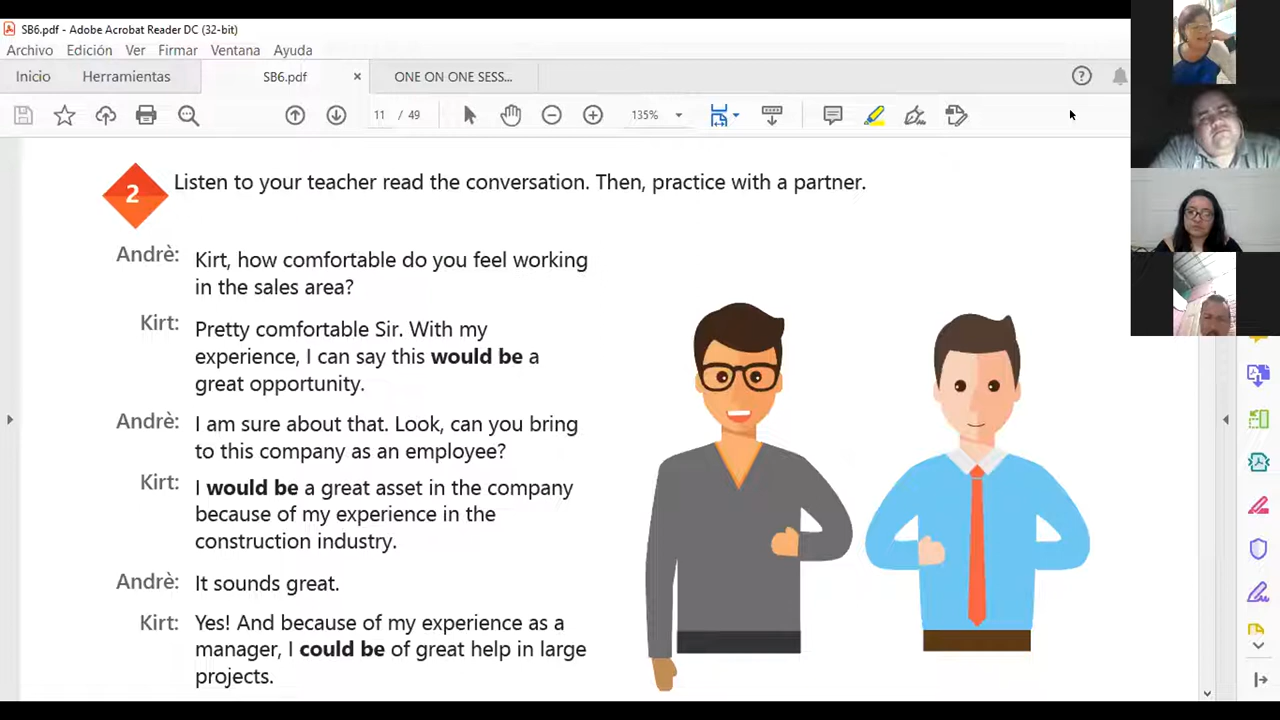 SB6.pdf - Adobe Acrobat Reader DC (32-bit)
Archivo Edición Ver Firmar Ventana Ayuda
Inicio Herramientas SB6.pdf × ONE ON ONE SESS...
11 / 49 135%
2 Listen to your teacher read the conversation. Then, practice with a partner.
Andrè: Kirt, how comfortable do you feel working
in the sales area?
Kirt: Pretty comfortable Sir. With my
experience, I can say this would be a
great opportunity.
Andrè: I am sure about that. Look, can you bring
to this company as an employee?
Kirt: I would be a great asset in the company
because of my experience in the
construction industry.
Andrè: It sounds great.
Kirt: Yes! And because of my experience as a
manager, I could be of great help in large
projects.